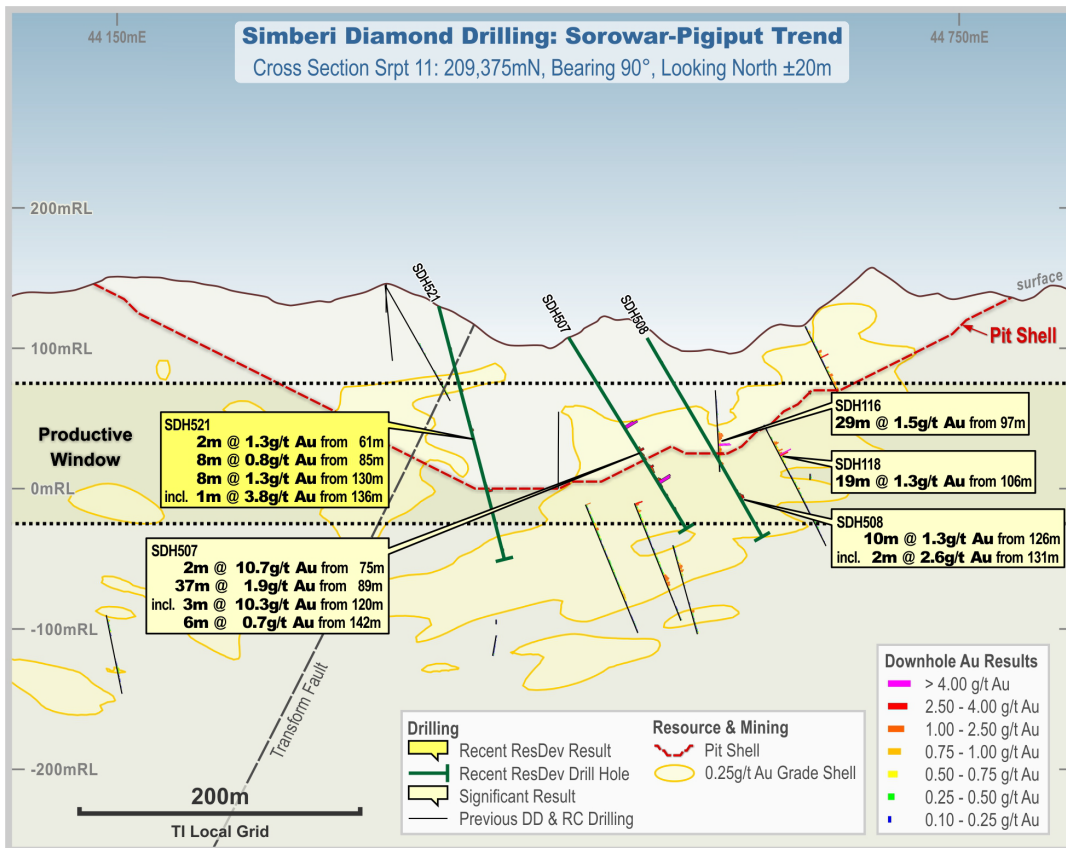 44 150mE
44 750mE
Simberi Diamond Drilling: Sorowar-Pigiput Trend
Cross Section Srpt 11: 209,375mN, Bearing 90°, Looking North ±20m
200mRL
100mRL
0mRL
-100mRL
-200mRL
SDH521
SDH507
SDH508
surface
Pit Shell
Productive
Window
SDH521
2m @ 1.3g/t Au from 61m
8m @ 0.8g/t Au from 85m
8m @ 1.3g/t Au from 130m
incl. 1m @ 3.8g/t Au from 136m
SDH507
2m @ 10.7g/t Au from 75m
37m @ 1.9g/t Au from 89m
incl. 3m @ 10.3g/t Au from 120m
6m @ 0.7g/t Au from 142m
SDH116
29m @ 1.5g/t Au from 97m
SDH118
19m @ 1.3g/t Au from 106m
SDH508
10m @ 1.3g/t Au from 126m
incl. 2m @ 2.6g/t Au from 131m
Transform Fault
200m
TI Local Grid
Drilling
Recent ResDev Result
Recent ResDev Drill Hole
Significant Result
Previous DD & RC Drilling
Resource & Mining
Pit Shell
0.25g/t Au Grade Shell
Downhole Au Results
> 4.00 g/t Au
2.50 - 4.00 g/t Au
1.00 - 2.50 g/t Au
0.75 - 1.00 g/t Au
0.50 - 0.75 g/t Au
0.25 - 0.50 g/t Au
0.10 - 0.25 g/t Au